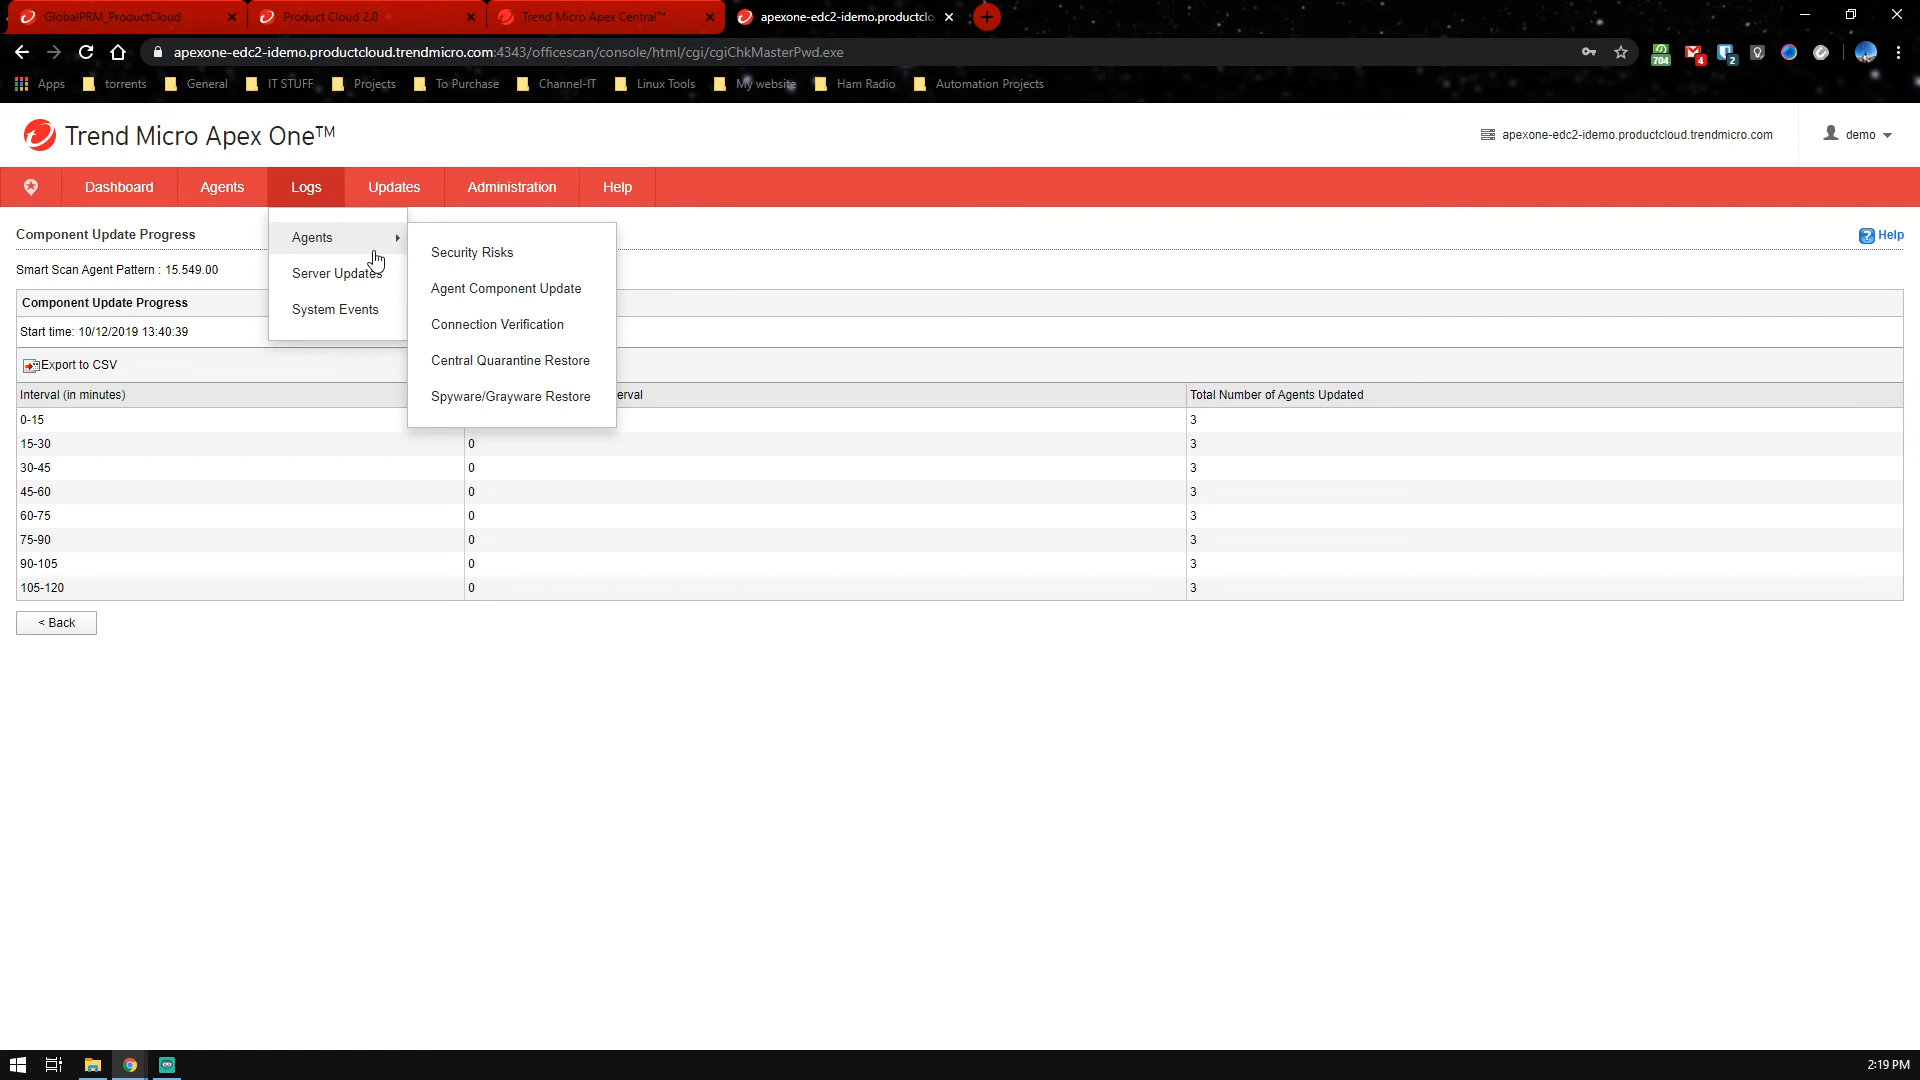 GlobalPRM_ProductCloud
Product Cloud 2.0
Trend Micro Apex Central™
apexone-edc2-idemo.productclo
apexone-edc2-idemo.productcloud.trendmicro.com:4343/officescan/console/html/cgi/cgiChkMasterPwd.exe
704
4
2
Apps
torrents
General
IT STUFF
Projects
To Purchase
Channel-IT
Linux Tools
My website
Ham Radio
Automation Projects
Trend Micro Apex One™
apexone-edc2-idemo.productcloud.trendmicro.com
demo
Dashboard
Agents
Logs
Updates
Administration
Help
Component Update Progress
Help
Agents
Server Updates
System Events
Security Risks
Agent Component Update
Connection Verification
Central Quarantine Restore
Spyware/Grayware Restore
Smart Scan Agent Pattern : 15.549.00
Component Update Progress
Start time: 10/12/2019 13:40:39
Export to CSV
Interval (in minutes) erval Total Number of Agents Updated
0-15 3
15-30 0 3
30-45 0 3
45-60 0 3
60-75 0 3
75-90 0 3
90-105 0 3
105-120 0 3
< Back
2:19 PM